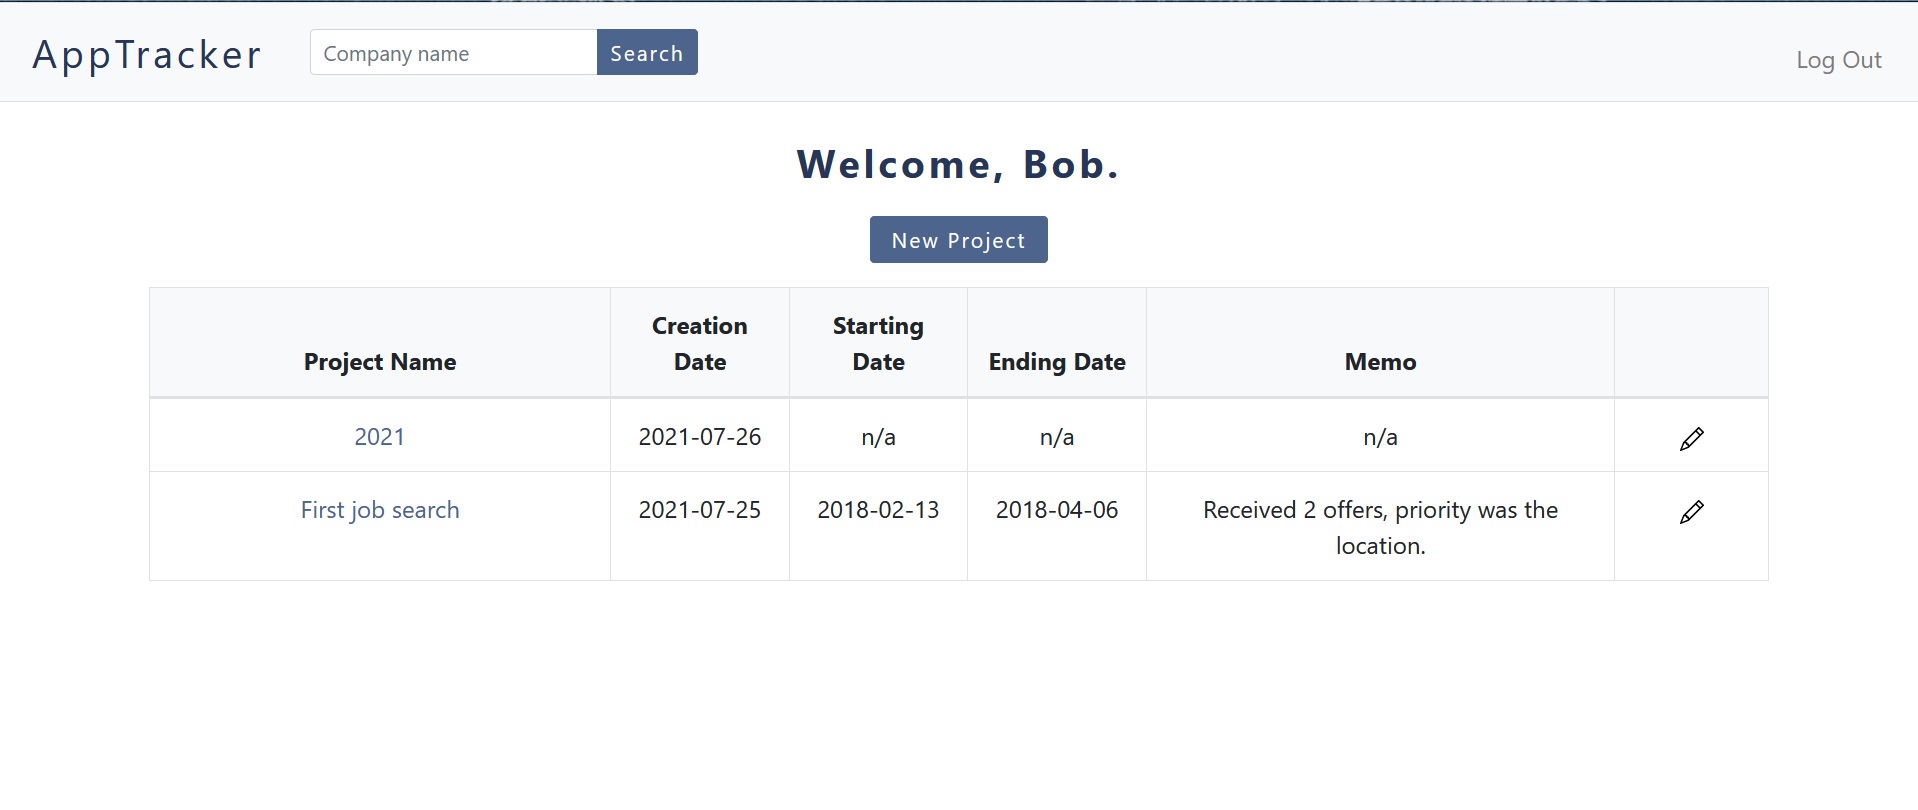 AppTracker
Company name
Search
Log Out
Welcome, Bob.
New Project
Project Name
Creation
Date
Starting
Date
Ending Date
Memo
2021
2021-07-26
n/a
n/a
n/a
First job search
2021-07-25
2018-02-13
2018-04-06
Received 2 offers, priority was the
location.